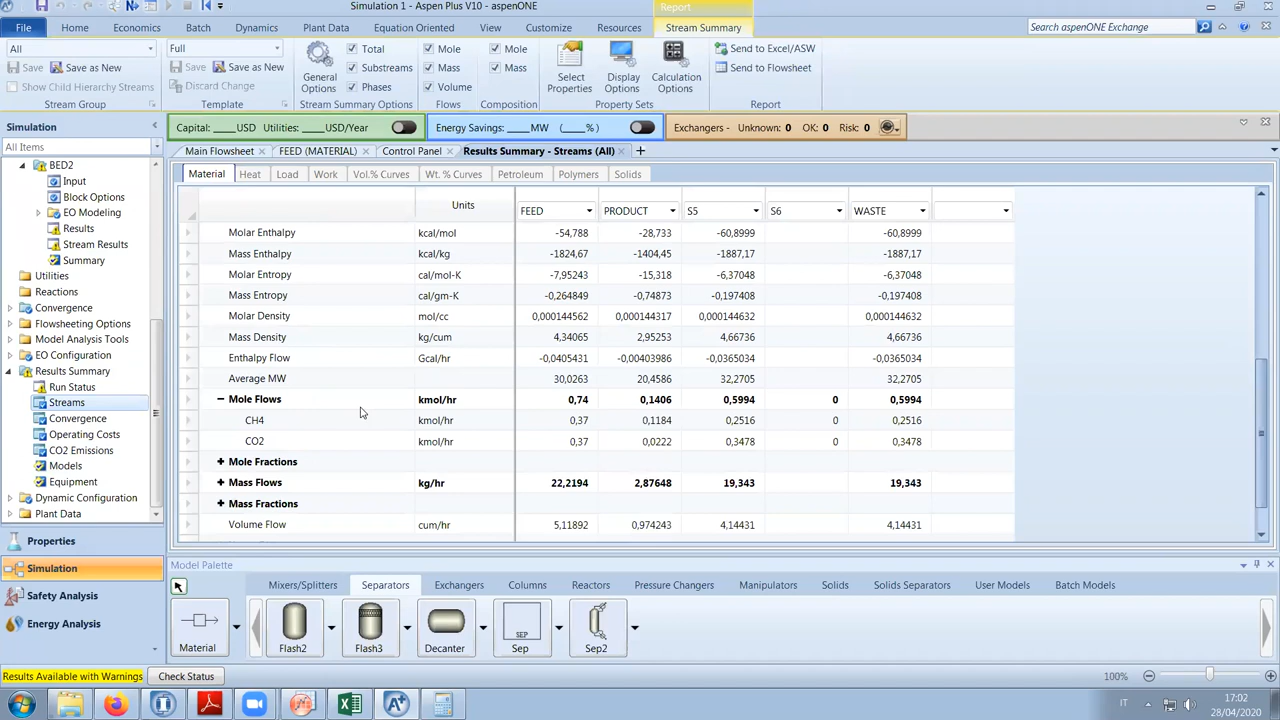 Simulation 1 - Aspen Plus V10 - aspenONE
Report
File Home Economics Batch Dynamics Plant Data Equation Oriented View Customize Resources Stream Summary
Search aspenONE Exchange
All Full
Save Save as New Save Save as New
Show Child Hierarchy Streams Discard Change
Stream Group Template
General Options
Total Substreams Phases
Stream Summary Options
Mole Mass Volume
Flows
Mole Mass
Composition
Select Properties Display Options Calculation Options
Property Sets
Send to Excel/ASW
Send to Flowsheet
Report
Simulation
All Items
Capital: ____USD Utilities: ____USD/Year
Energy Savings: ____MW (____%)
Exchangers - Unknown: 0 OK: 0 Risk: 0
Main Flowsheet FEED (MATERIAL) Control Panel Results Summary - Streams (All)
Material Heat Load Work Vol.% Curves Wt. % Curves Petroleum Polymers Solids
BED2
Input
Block Options
EO Modeling
Results
Stream Results
Summary
Utilities
Reactions
Convergence
Flowsheeting Options
Model Analysis Tools
EO Configuration
Results Summary
Run Status
Streams
Convergence
Operating Costs
CO2 Emissions
Models
Equipment
Dynamic Configuration
Plant Data
Properties
Simulation
Safety Analysis
Energy Analysis
Units FEED PRODUCT S5 S6 WASTE
Molar Enthalpy kcal/mol -54,788 -28,733 -60,8999 -60,8999
Mass Enthalpy kcal/kg -1824,67 -1404,45 -1887,17 -1887,17
Molar Entropy cal/mol-K -7,95243 -15,318 -6,37048 -6,37048
Mass Entropy cal/gm-K -0,264849 -0,74873 -0,197408 -0,197408
Molar Density mol/cc 0,000144562 0,000144317 0,000144632 0,000144632
Mass Density kg/cum 4,34065 2,95253 4,66736 4,66736
Enthalpy Flow Gcal/hr -0,0405431 -0,00403986 -0,0365034 -0,0365034
Average MW 30,0263 20,4586 32,2705 32,2705
Mole Flows kmol/hr 0,74 0,1406 0,5994 0 0,5994
CH4 kmol/hr 0,37 0,1184 0,2516 0 0,2516
CO2 kmol/hr 0,37 0,0222 0,3478 0 0,3478
Mole Fractions
Mass Flows kg/hr 22,2194 2,87648 19,343 19,343
Mass Fractions
Volume Flow cum/hr 5,11892 0,974243 4,14431 4,14431
Model Palette
Mixers/Splitters Separators Exchangers Columns Reactors Pressure Changers Manipulators Solids Solids Separators User Models Batch Models
SEP
Material Flash2 Flash3 Decanter Sep Sep2
Results Available with Warnings Check Status
100%
IT
17:02
28/04/2020